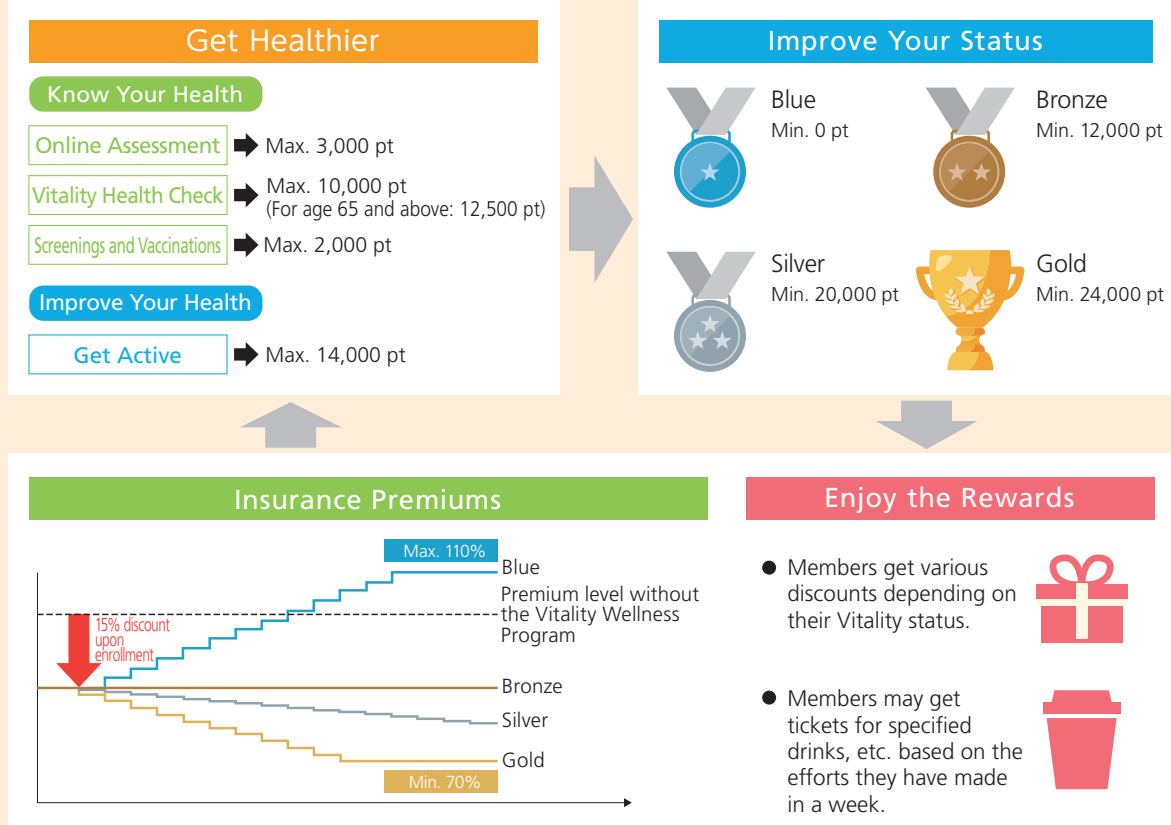 Get Healthier
Know Your Health
Online Assessment
Max. 3,000 pt
Vitality Health Check
Max. 10,000 pt
(For age 65 and above: 12,500 pt)
Screenings and Vaccinations
Max. 2,000 pt
Improve Your Health
Get Active
Max. 14,000 pt
Improve Your Status
Blue
Min. 0 pt
Bronze
Min. 12,000 pt
Silver
Min. 20,000 pt
Gold
Min. 24,000 pt
Insurance Premiums
Max. 110%
Blue
Premium level without
the Vitality Wellness
Program
15% discount
upon
enrollment
Bronze
Silver
Gold
Min. 70%
Enjoy the Rewards
● Members get various
discounts depending on
their Vitality status.
● Members may get
tickets for specified
drinks, etc. based on the
efforts they have made
in a week.